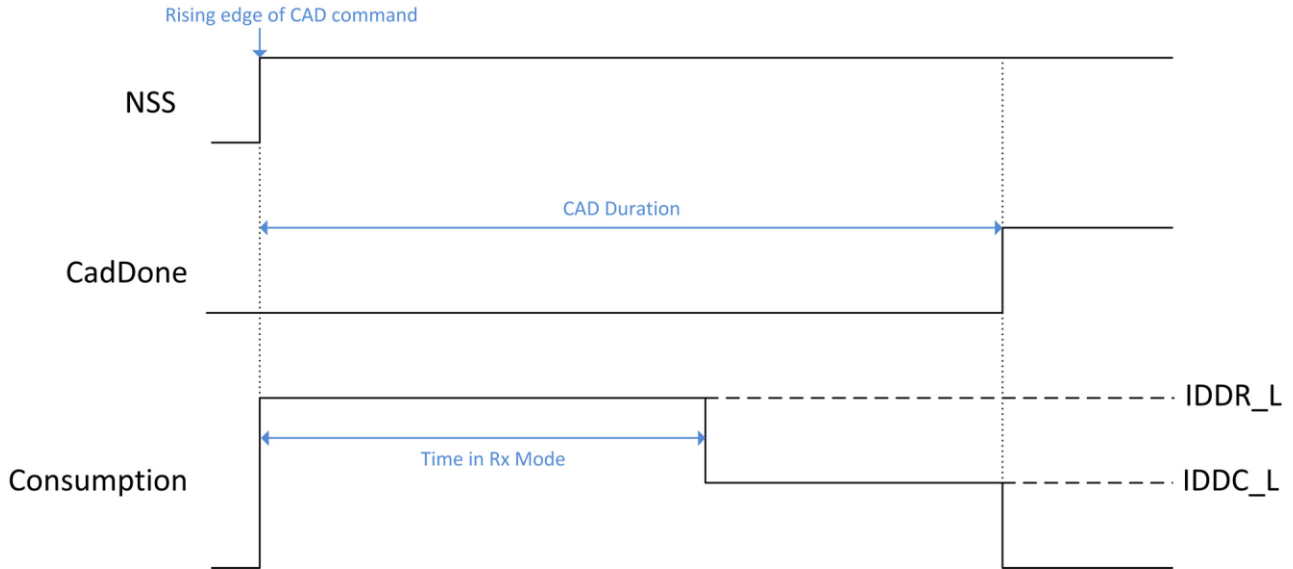 Rising edge of CAD command
NSS
CAD Duration
CadDone
IDDR_L
Time in Rx Mode
Consumption
IDDC_L